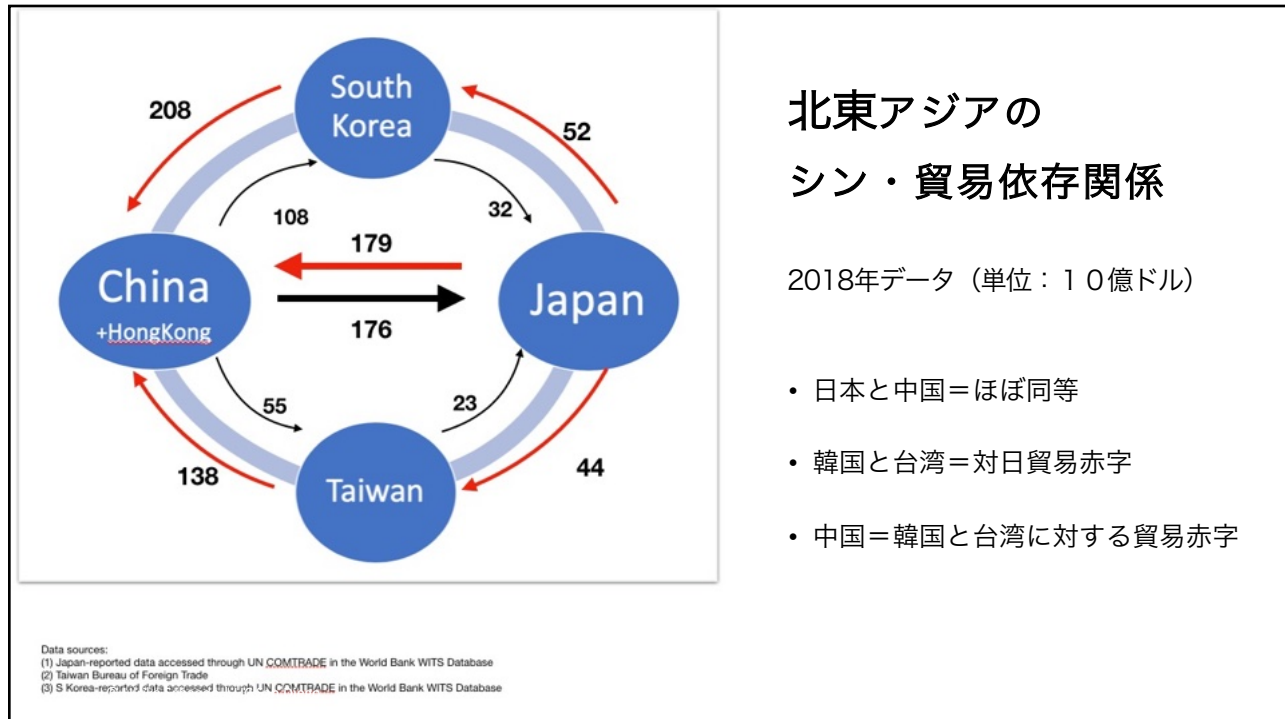 South
Korea
208
52
108
32
179
China
+HongKong
Japan
176
55
23
138
44
Taiwan
北東アジアの
シン・貿易依存関係
2018年データ（単位：１０億ドル）
• 日本と中国＝ほぼ同等
• 韓国と台湾＝対日貿易赤字
• 中国＝韓国と台湾に対する貿易赤字
Data sources:
(1) Japan-reported data accessed through UN COMTRADE in the World Bank WITS Database
(2) Taiwan Bureau of Foreign Trade
(3) S Korea-reported data accessed through UN COMTRADE in the World Bank WITS Database